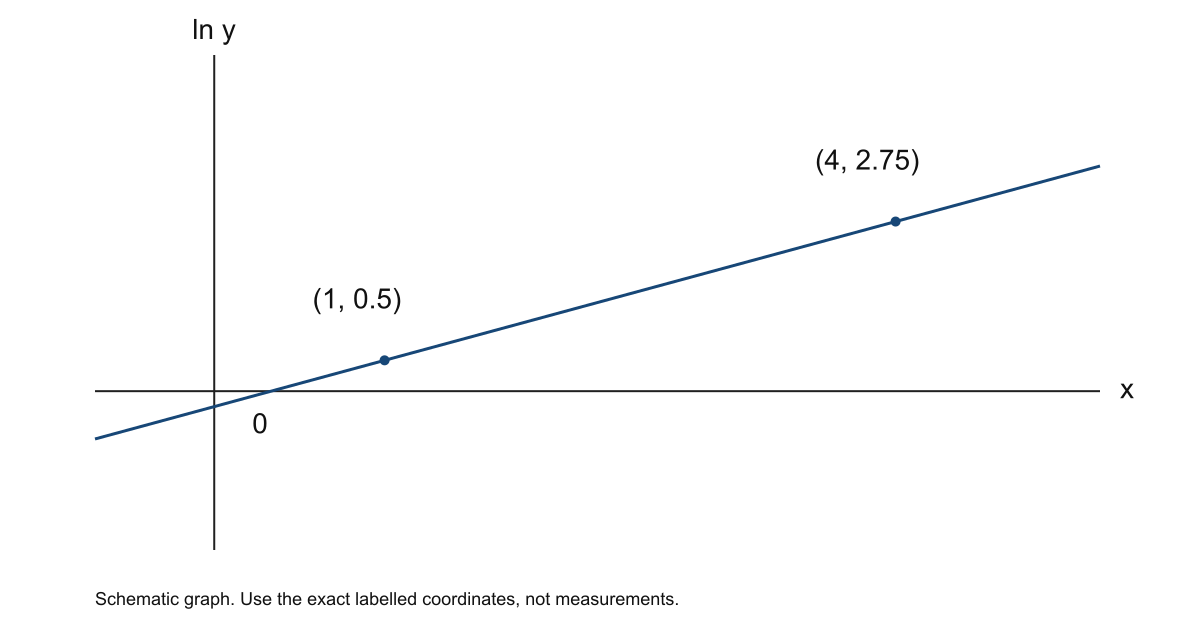 ln y
(4, 2.75)
(1, 0.5)
x
0
Schematic graph. Use the exact labelled coordinates, not measurements.